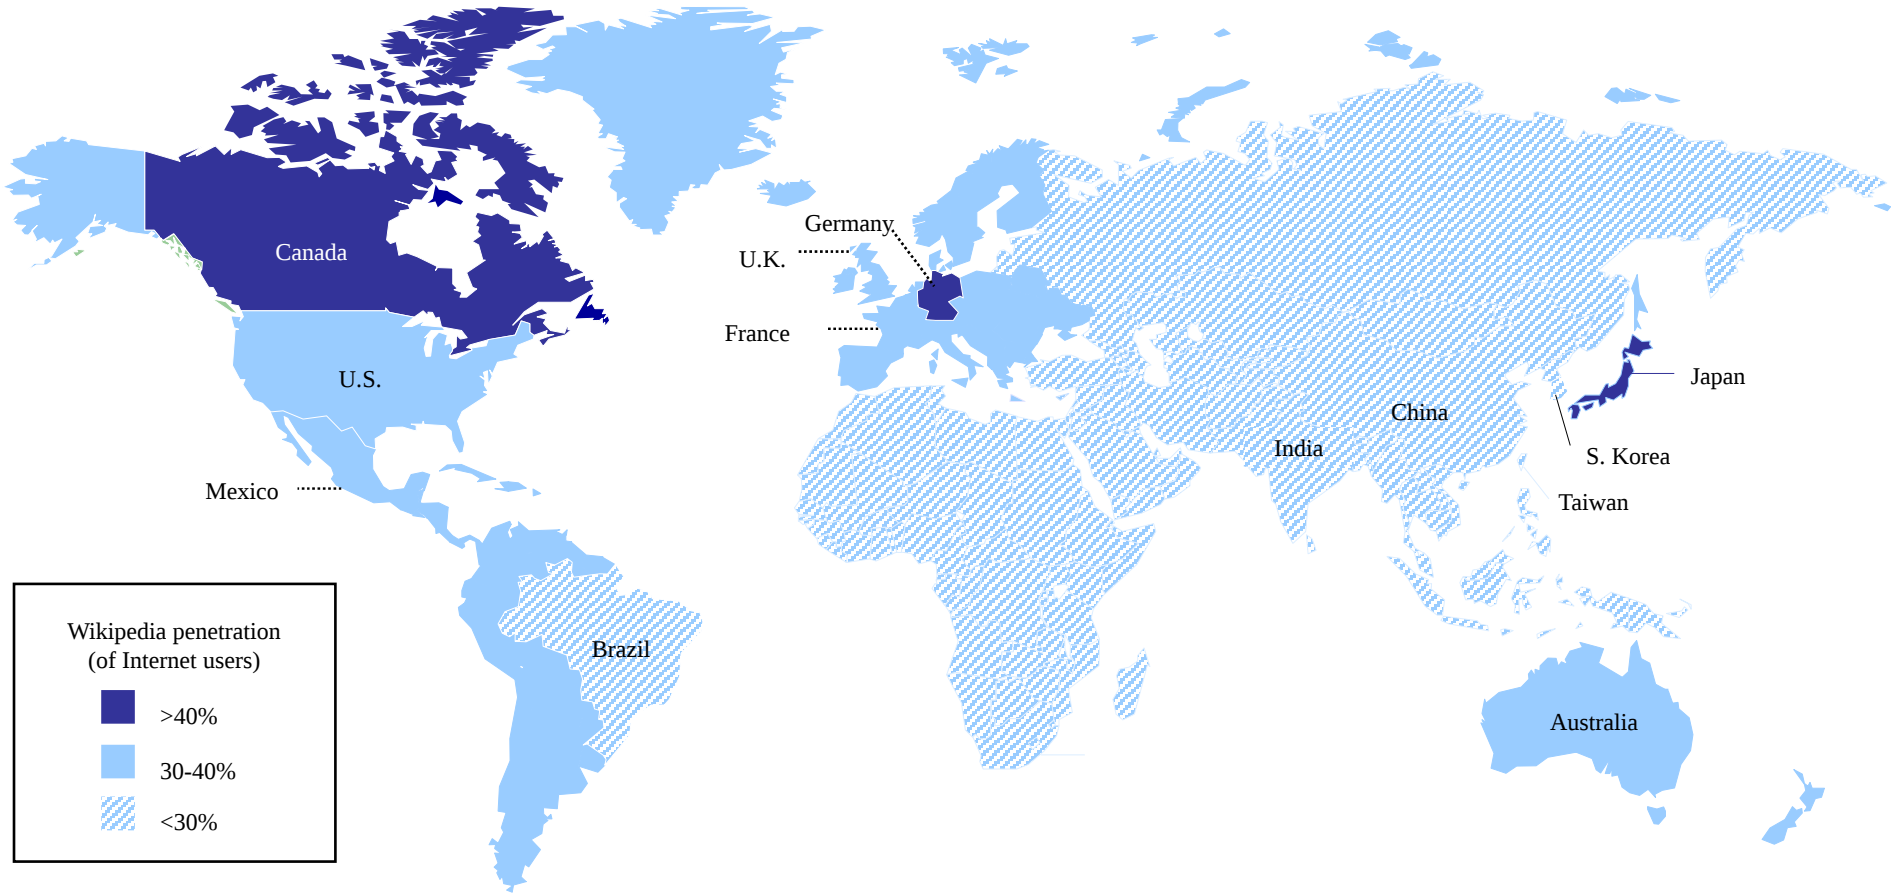 Canada
Germany
U.K.
France
U.S.
Mexico
Japan
China
India
S. Korea
Taiwan
Brazil
Australia
Wikipedia penetration
(of Internet users)
>40%
30-40%
<30%